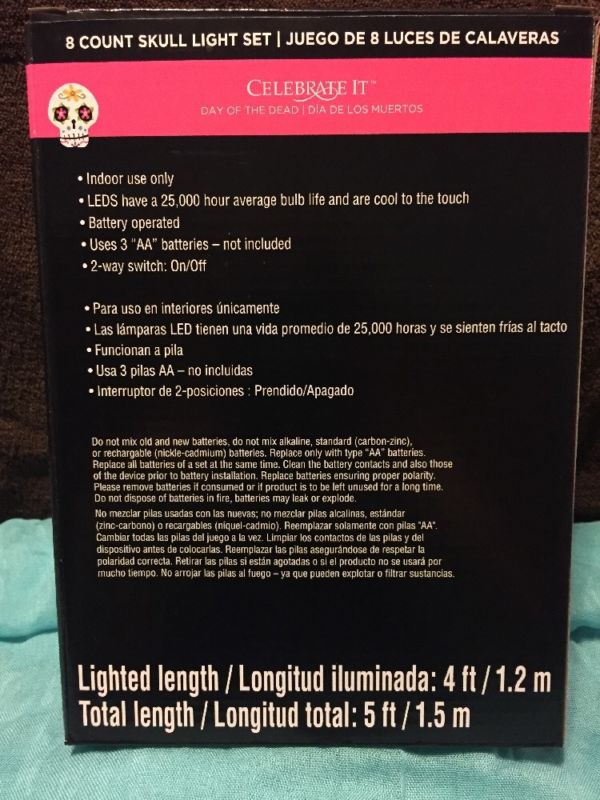 8 COUNT SKULL LIGHT SET | JUEGO DE 8 LUCES DE CALAVERAS
CELEBRATE IT™
DAY OF THE DEAD | DÍA DE LOS MUERTOS
• Indoor use only
• LEDS have a 25,000 hour average bulb life and are cool to the touch
• Battery operated
• Uses 3 "AA" batteries – not included
• 2-way switch: On/Off
• Para uso en interiores únicamente
• Las lámparas LED tienen una vida promedio de 25,000 horas y se sienten frías al tacto
• Funcionan a pila
• Usa 3 pilas AA – no incluidas
• Interruptor de 2-posiciones : Prendido/Apagado
Do not mix old and new batteries, do not mix alkaline, standard (carbon-zinc),
or rechargable (nickle-cadmium) batteries. Replace only with type "AA" batteries.
Replace all batteries of a set at the same time. Clean the battery contacts and also those
of the device prior to battery installation. Replace batteries ensuring proper polarity.
Please remove batteries if consumed or if product is to be left unused for a long time.
Do not dispose of batteries in fire, batteries may leak or explode.
No mezclar pilas usadas con las nuevas; no mezclar pilas alcalinas, estándar
(zinc-carbono) o recargables (níquel-cadmio). Reemplazar solamente con pilas "AA".
Cambiar todas las pilas del juego a la vez. Limpiar los contactos de las pilas y del
dispositivo antes de colocarlas. Reemplazar las pilas asegurándose de respetar la
polaridad correcta. Retirar las pilas si están agotadas o si el producto no se usará por
mucho tiempo. No arrojar las pilas al fuego – ya que pueden explotar o filtrar sustancias.
Lighted length / Longitud iluminada: 4 ft / 1.2 m
Total length / Longitud total: 5 ft / 1.5 m